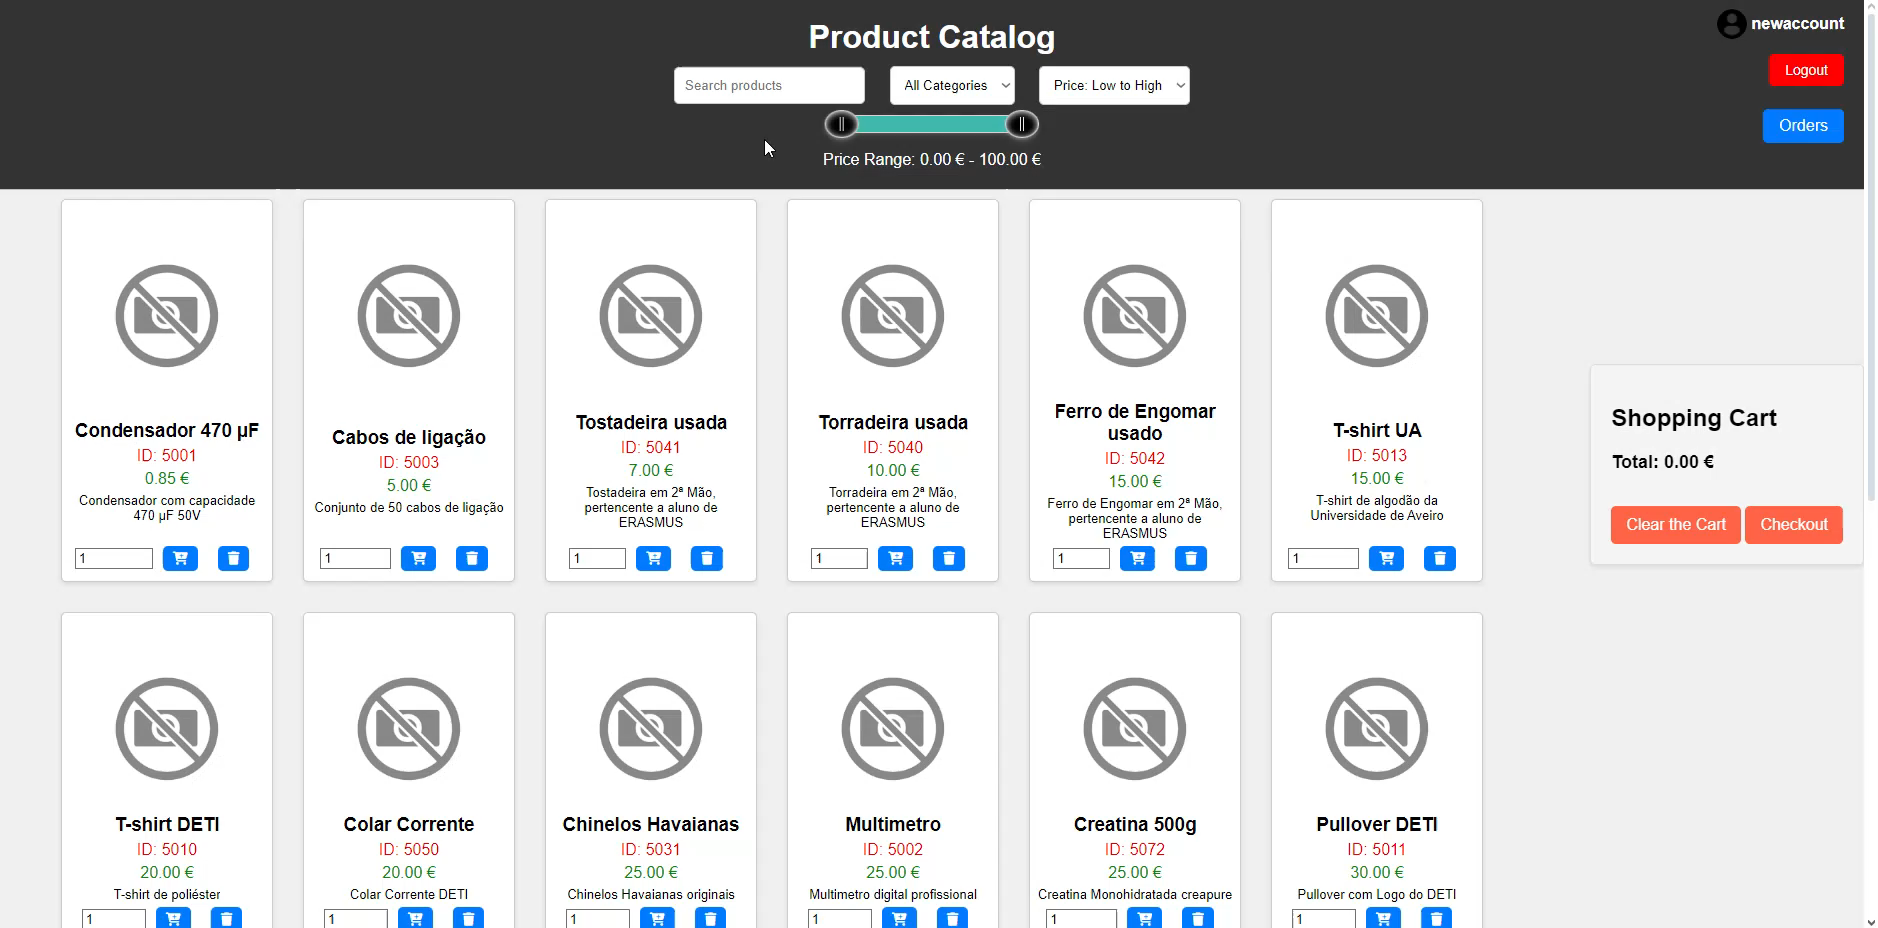 Product Catalog
newaccount
Search products
All Categories
Price: Low to High
Logout
Price Range: 0.00 € - 100.00 €
Orders
Condensador 470 µF
ID: 5001
0.85 €
Condensador com capacidade
470 µF 50V
1
Cabos de ligação
ID: 5003
5.00 €
Conjunto de 50 cabos de ligação
1
Tostadeira usada
ID: 5041
7.00 €
Tostadeira em 2ª Mão,
pertencente a aluno de
ERASMUS
1
Torradeira usada
ID: 5040
10.00 €
Torradeira em 2ª Mão,
pertencente a aluno de
ERASMUS
1
Ferro de Engomar
usado
ID: 5042
15.00 €
Ferro de Engomar em 2ª Mão,
pertencente a aluno de
ERASMUS
1
T-shirt UA
ID: 5013
15.00 €
T-shirt de algodão da
Universidade de Aveiro
1
Shopping Cart
Total: 0.00 €
Clear the Cart
Checkout
T-shirt DETI
ID: 5010
20.00 €
T-shirt de poliéster
1
Colar Corrente
ID: 5050
20.00 €
Colar Corrente DETI
1
Chinelos Havaianas
ID: 5031
25.00 €
Chinelos Havaianas originais
1
Multimetro
ID: 5002
25.00 €
Multimetro digital profissional
1
Creatina 500g
ID: 5072
25.00 €
Creatina Monohidratada creapure
1
Pullover DETI
ID: 5011
30.00 €
Pullover com Logo do DETI
1